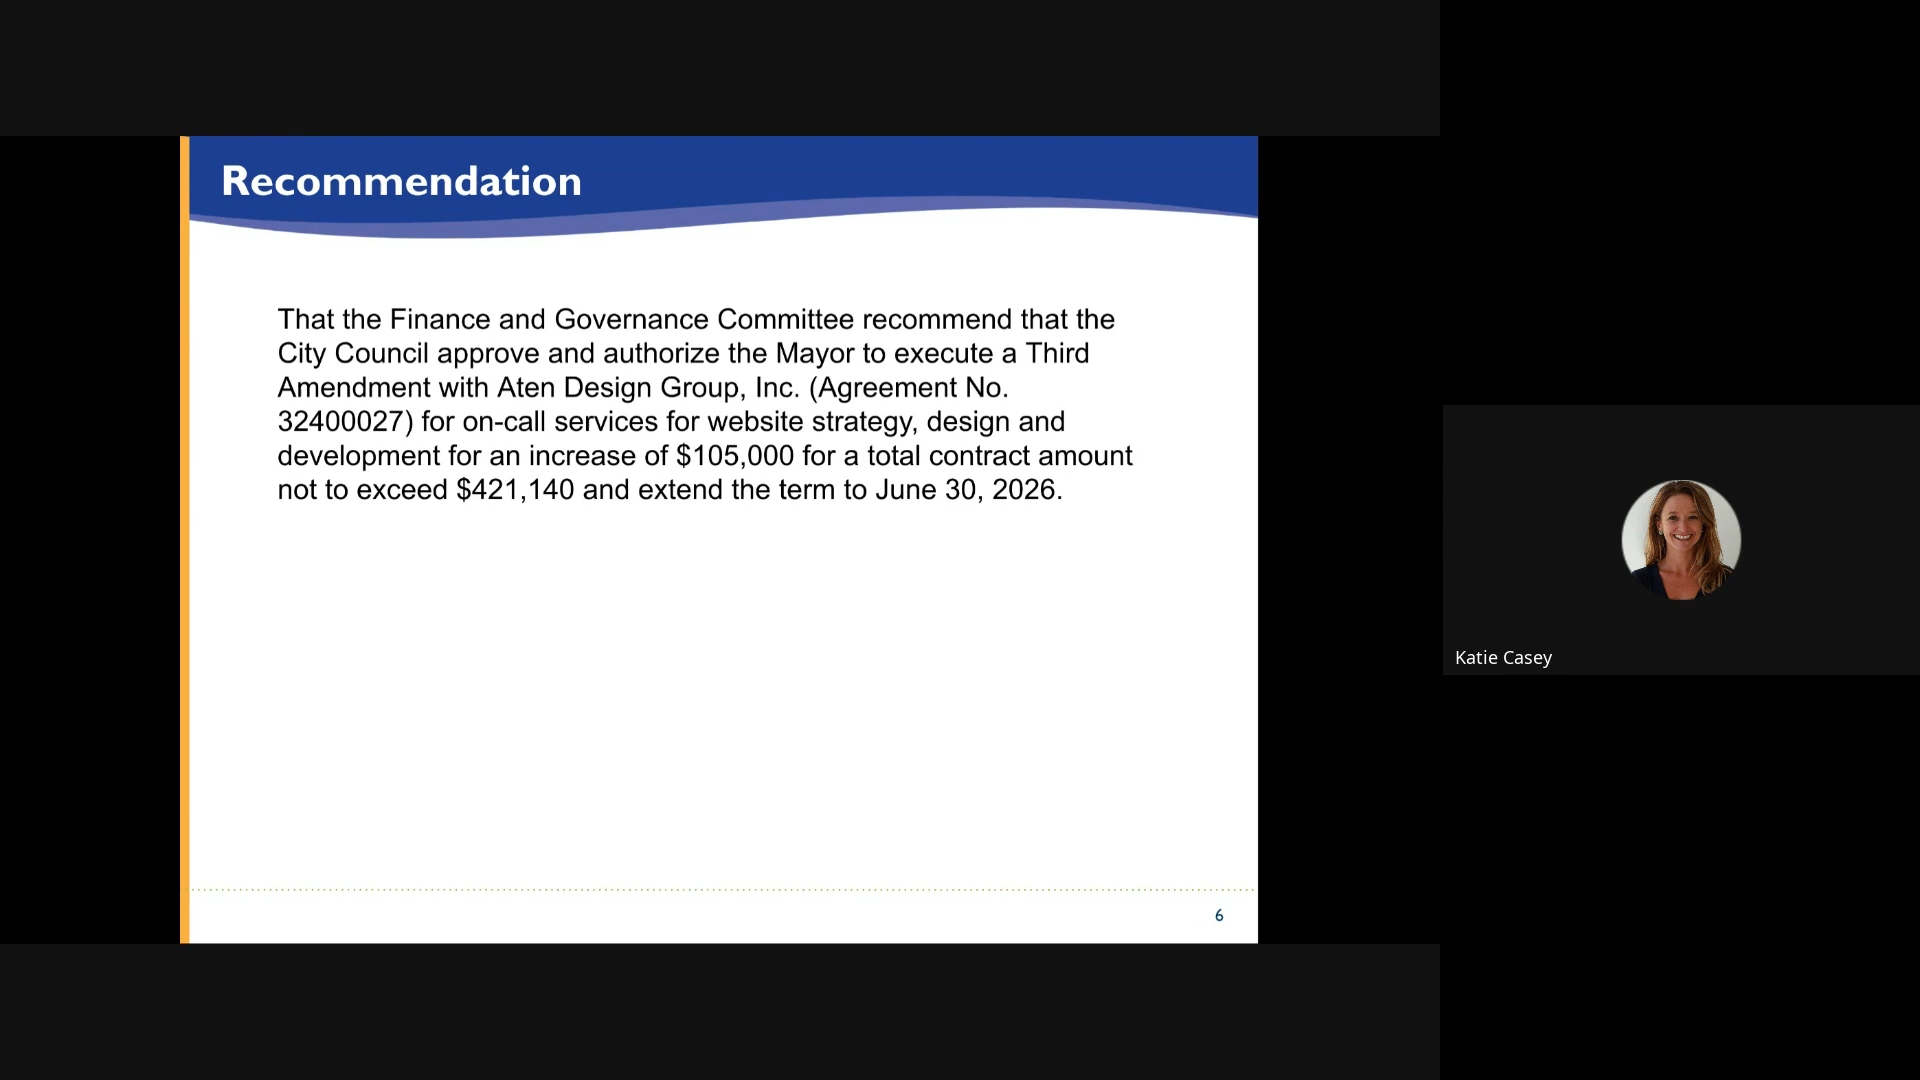 Recommendation
That the Finance and Governance Committee recommend that the
City Council approve and authorize the Mayor to execute a Third
Amendment with Aten Design Group, Inc. (Agreement No.
32400027) for on-call services for website strategy, design and
development for an increase of $105,000 for a total contract amount
not to exceed $421,140 and extend the term to June 30, 2026.
6
Katie Casey